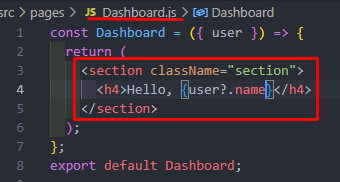 src > pages > JS Dashboard.js > Dashboard
1 const Dashboard = ({ user }) => {
2   return (
3     <section className="section">
4       <h4>Hello, {user?.name}</h4>
5     </section>
6   );
7 };
8 export default Dashboard;